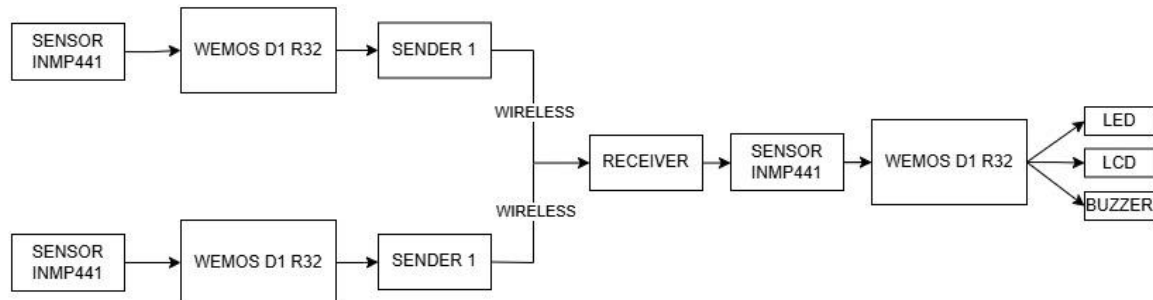 SENSOR
INMP441
WEMOS D1 R32
SENDER 1
WIRELESS
RECEIVER
SENSOR
INMP441
WEMOS D1 R32
LED
LCD
BUZZER
WIRELESS
SENSOR
INMP441
WEMOS D1 R32
SENDER 1